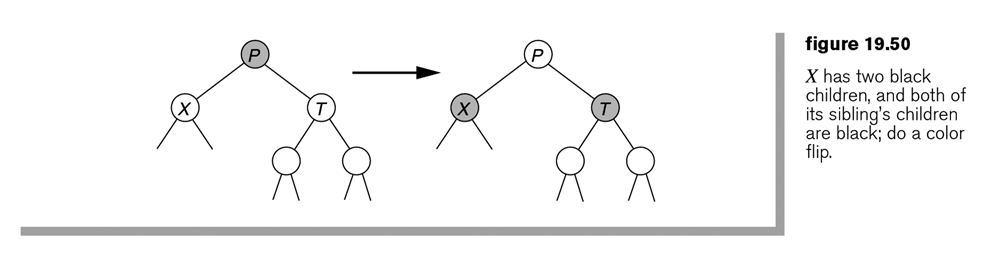 P
X
T
P
X
T
figure 19.50
X has two black
children, and both of
its sibling's children
are black; do a color
flip.